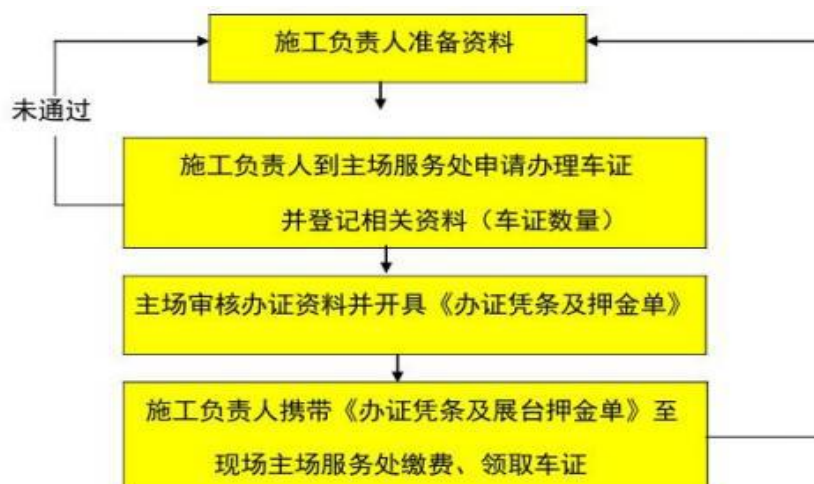 施工负责人准备资料
未通过
施工负责人到主场服务处申请办理车证
并登记相关资料（车证数量）
主场审核办证资料并开具《办证凭条及押金单》
施工负责人携带《办证凭条及展台押金单》至
现场主场服务处缴费、领取车证